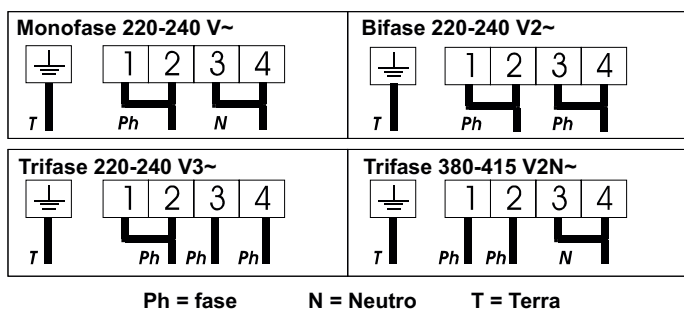 Monofase 220-240 V~
1 2 3 4
T Ph N
Bifase 220-240 V2~
1 2 3 4
T Ph Ph
Trifase 220-240 V3~
1 2 3 4
T Ph Ph Ph
Trifase 380-415 V2N~
1 2 3 4
T Ph Ph N
Ph = fase N = Neutro T = Terra